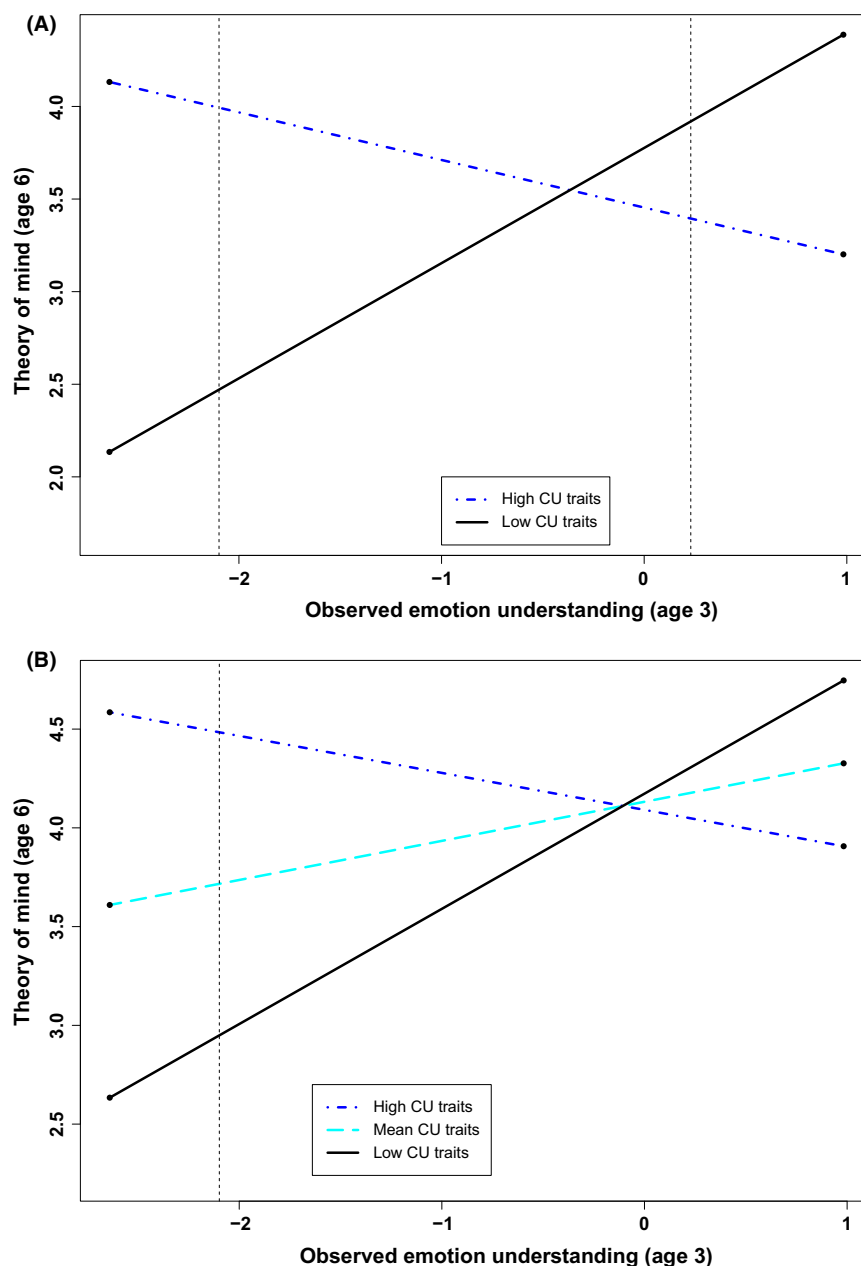 (A)
Theory of mind (age 6)
4.0
3.5
3.0
2.5
2.0
High CU traits
Low CU traits
−2 −1 0 1
Observed emotion understanding (age 3)
(B)
Theory of mind (age 6)
4.5
4.0
3.5
3.0
2.5
High CU traits
Mean CU traits
Low CU traits
−2 −1 0 1
Observed emotion understanding (age 3)